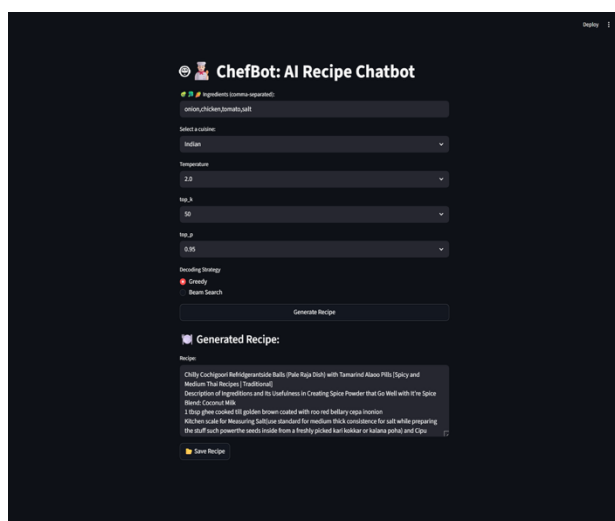 Deploy
ChefBot: AI Recipe Chatbot
Ingredients (comma-separated):
onion,chicken,tomato,salt
Select a cuisine:
Indian
Temperature
2.0
top_k
50
top_p
0.95
Decoding Strategy
Greedy
Beam Search
Generate Recipe
Generated Recipe:
Recipe:
Chilly Cochigoori Refridgerantside Balls (Pale Raja Dish) with Tamarind Alaoo Pills [Spicy and
Medium Thai Recipes | Traditional]
Description of Ingreditions and Its Usefulness in Creating Spice Powder that Go Well with It'm Spice
Blend: Coconut Milk
1 tbsp ghee cooked till golden brown coated with roo red bellary cepa inonion
Kitchen scale for Measuring Salt(use standard for medium thick consistence for salt while preparing
the stuff such powerthe seeds inside from a freshly picked kari kokkar or kalana poha) and Cipu
Save Recipe